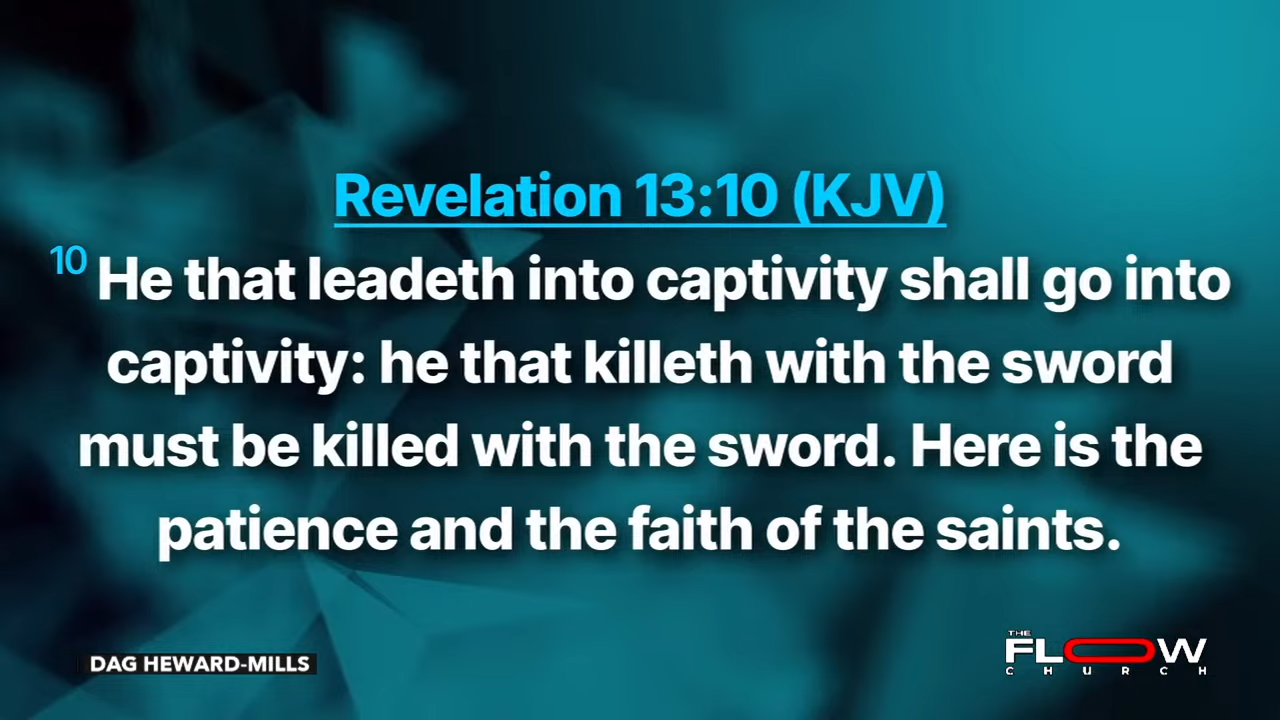 Revelation 13:10 (KJV)
10 He that leadeth into captivity shall go into
captivity: he that killeth with the sword
must be killed with the sword. Here is the
patience and the faith of the saints.
DAG HEWARD-MILLS
THE
FLOW
CHURCH